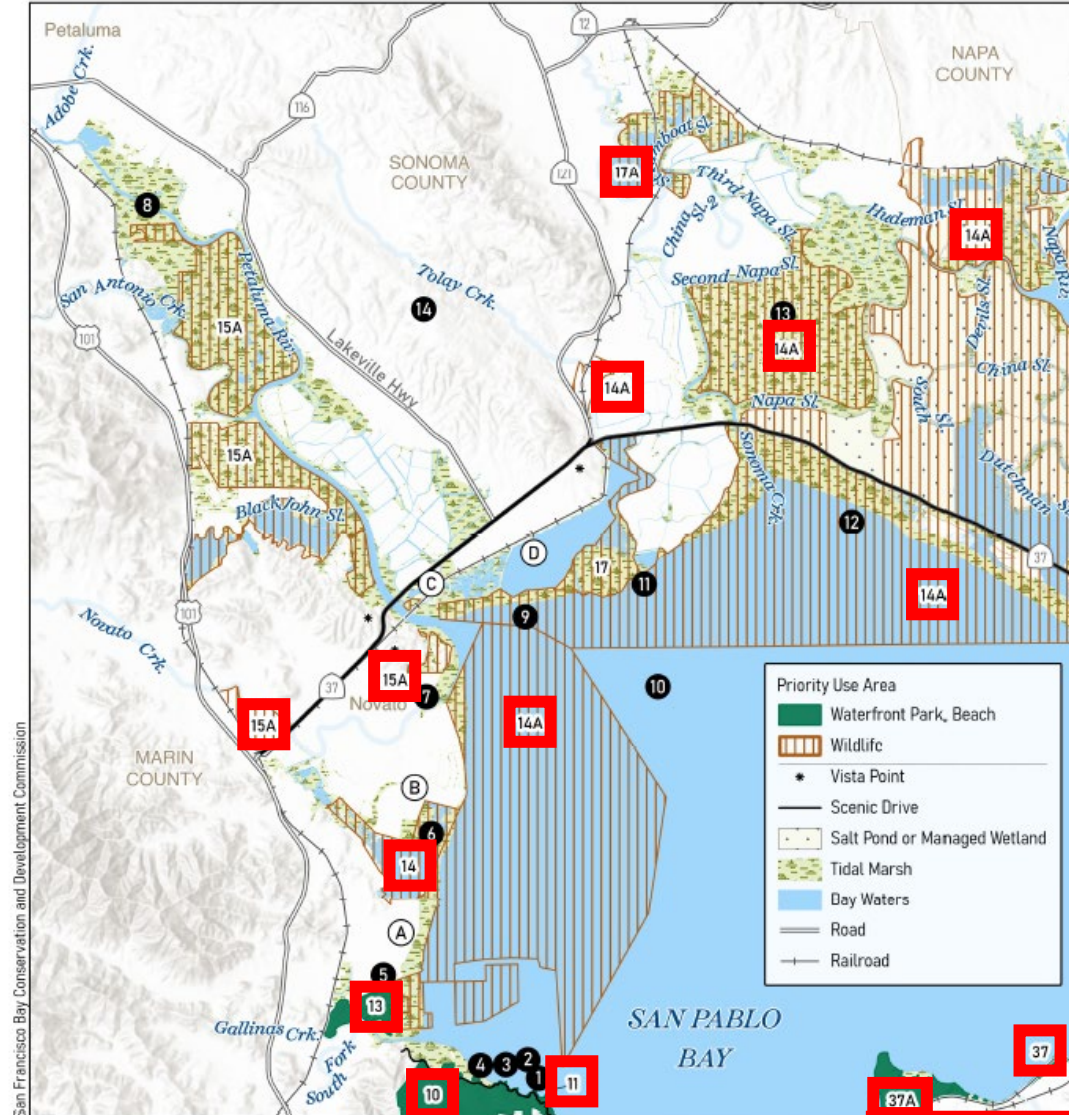 Petaluma
Adobe Crk.
12
NAPA
COUNTY
116
SONOMA
COUNTY
121
17A
Sl.
Third Napa Sl.
China
Sl. 2
Hudeman Sl.
14A
Napa Riv.
8
Petaluma Riv.
Second Napa Sl.
San Antonio Crk.
Tolay Crk.
14
13
14A
Devils Sl.
15A
101
Lakeville Hwy
14A
China Sl.
South
Sl.
Napa Sl.
15A
Sonoma Crk.
Dutchman
Black John Sl.
12
D
17
11
37
C
14A
9
101
Novato Crk.
15A
10
37
7
Novato
15A
14A
MARIN
COUNTY
B
6
14
A
5
13
Gallinas Crk.
South
Fork
SAN PABLO
BAY
37
4
3
2
1
11
10
37A
Priority Use Area
Waterfront Park, Beach
Wildlife
Vista Point
Scenic Drive
Salt Pond or Managed Wetland
Tidal Marsh
Bay Waters
Road
Railroad
San Francisco Bay Conservation and Development Commission